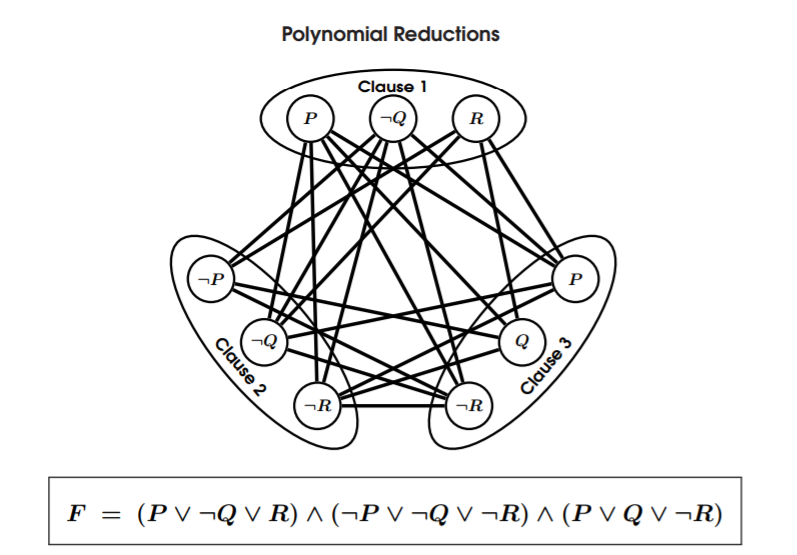 Polynomial Reductions
Clause 1
P ¬Q R
¬P P
¬Q Q
Clause 2 Clause 3
¬R ¬R
F = (P ∨ ¬Q ∨ R) ∧ (¬P ∨ ¬Q ∨ ¬R) ∧ (P ∨ Q ∨ ¬R)